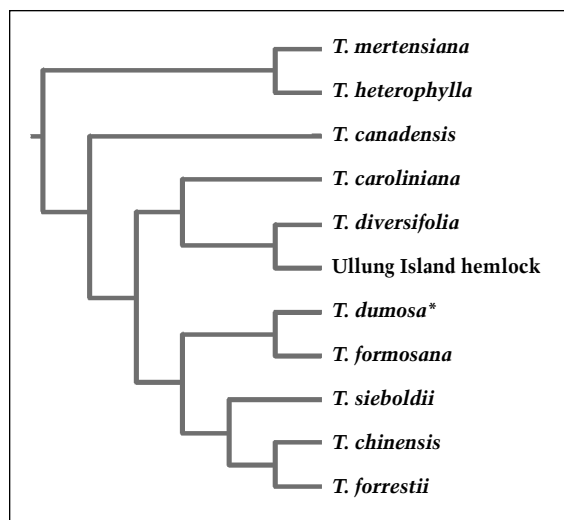 T. mertensiana
T. heterophylla
T. canadensis
T. caroliniana
T. diversifolia
Ullung Island hemlock
T. dumosa*
T. formosana
T. sieboldii
T. chinensis
T. forrestii